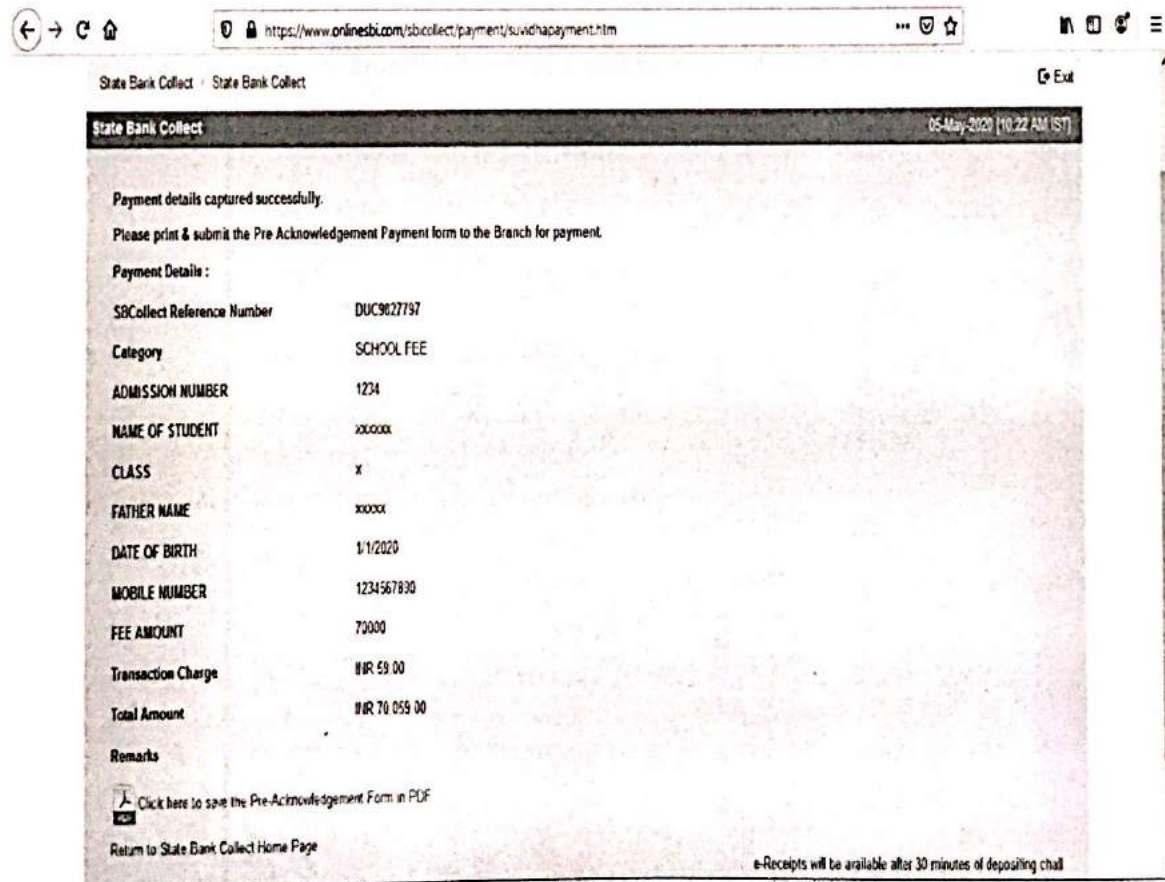 https://www.onlinesbi.com/sbicollect/payment/suvidhapayment.htm
State Bank Collect State Bank Collect
Exit
State Bank Collect 05-May-2020 [10:22 AM IST]
Payment details captured successfully.
Please print & submit the Pre Acknowledgement Payment form to the Branch for payment.
Payment Details :
SBCollect Reference Number DUC9827797
Category SCHOOL FEE
ADMISSION NUMBER 1234
NAME OF STUDENT xxxxxx
CLASS X
FATHER NAME xxxxx
DATE OF BIRTH 1/1/2020
MOBILE NUMBER 1234567890
FEE AMOUNT 70000
Transaction Charge INR 59.00
Total Amount INR 70,059.00
Remarks
Click here to save the Pre-Acknowledgement Form in PDF
Return to State Bank Collect Home Page
e-Receipts will be available after 30 minutes of depositing chall